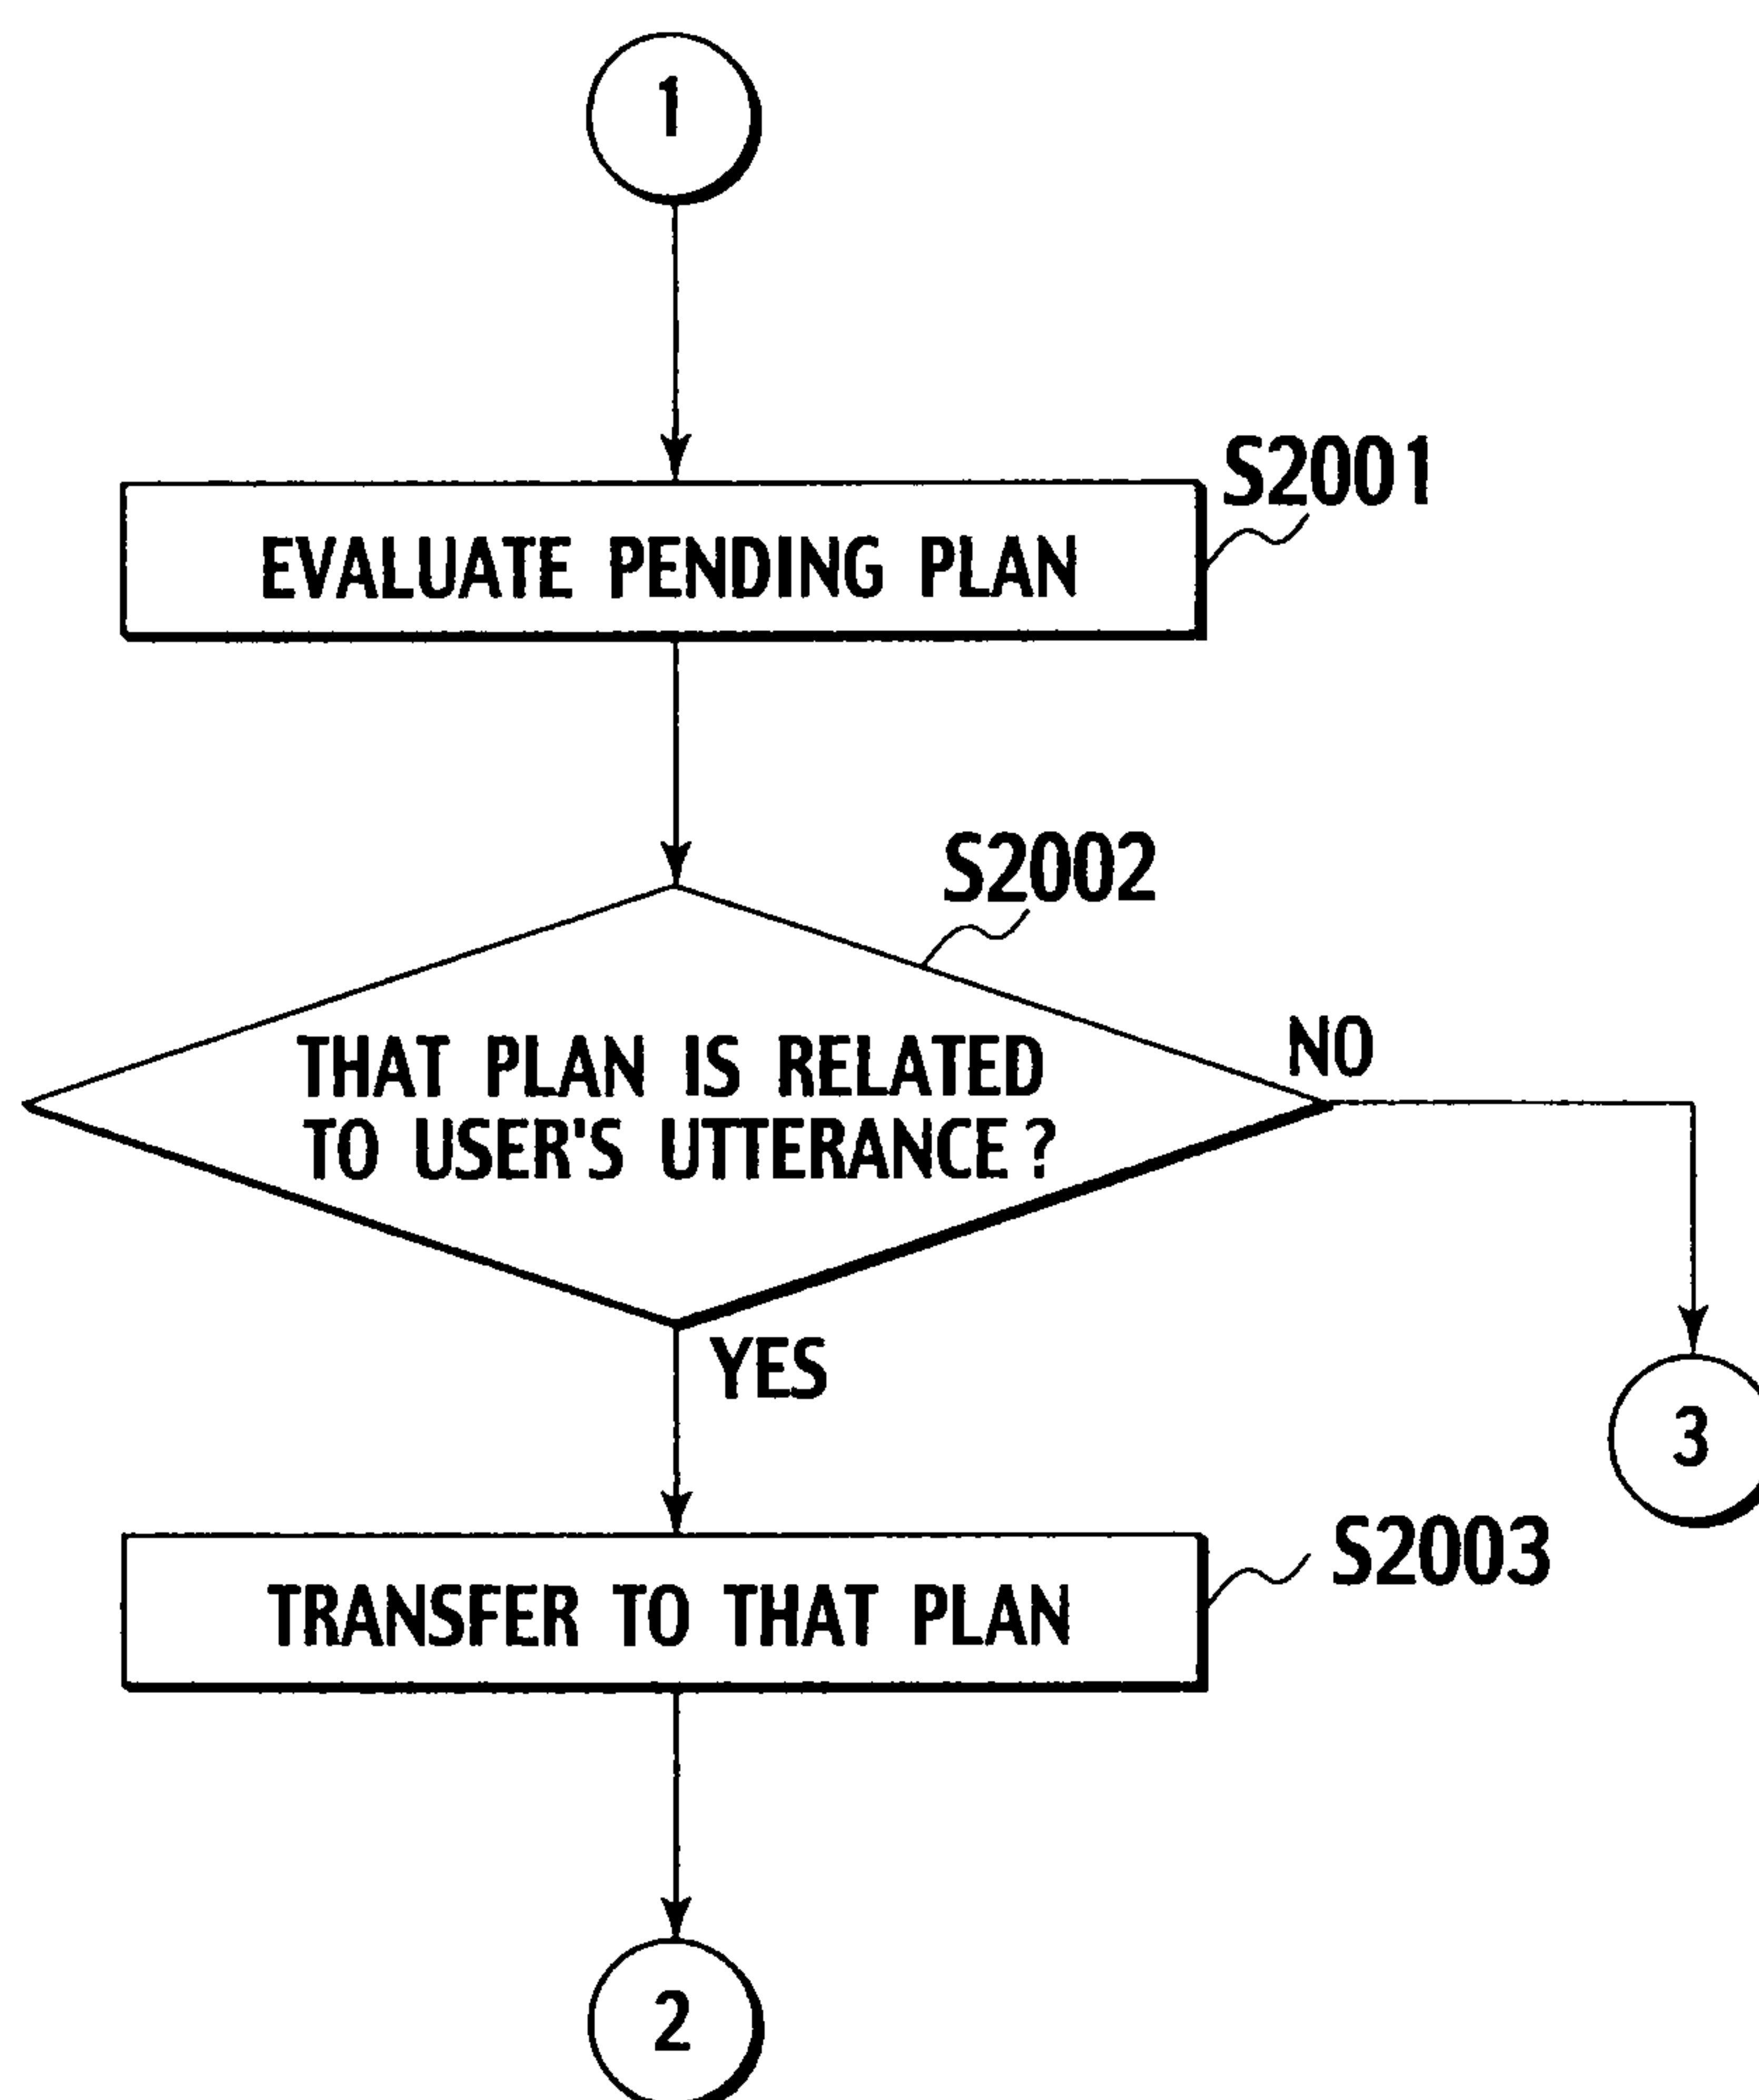 1
S2001
EVALUATE PENDING PLAN
S2002
THAT PLAN IS RELATED
TO USER'S UTTERANCE?
NO
YES
3
S2003
TRANSFER TO THAT PLAN
2